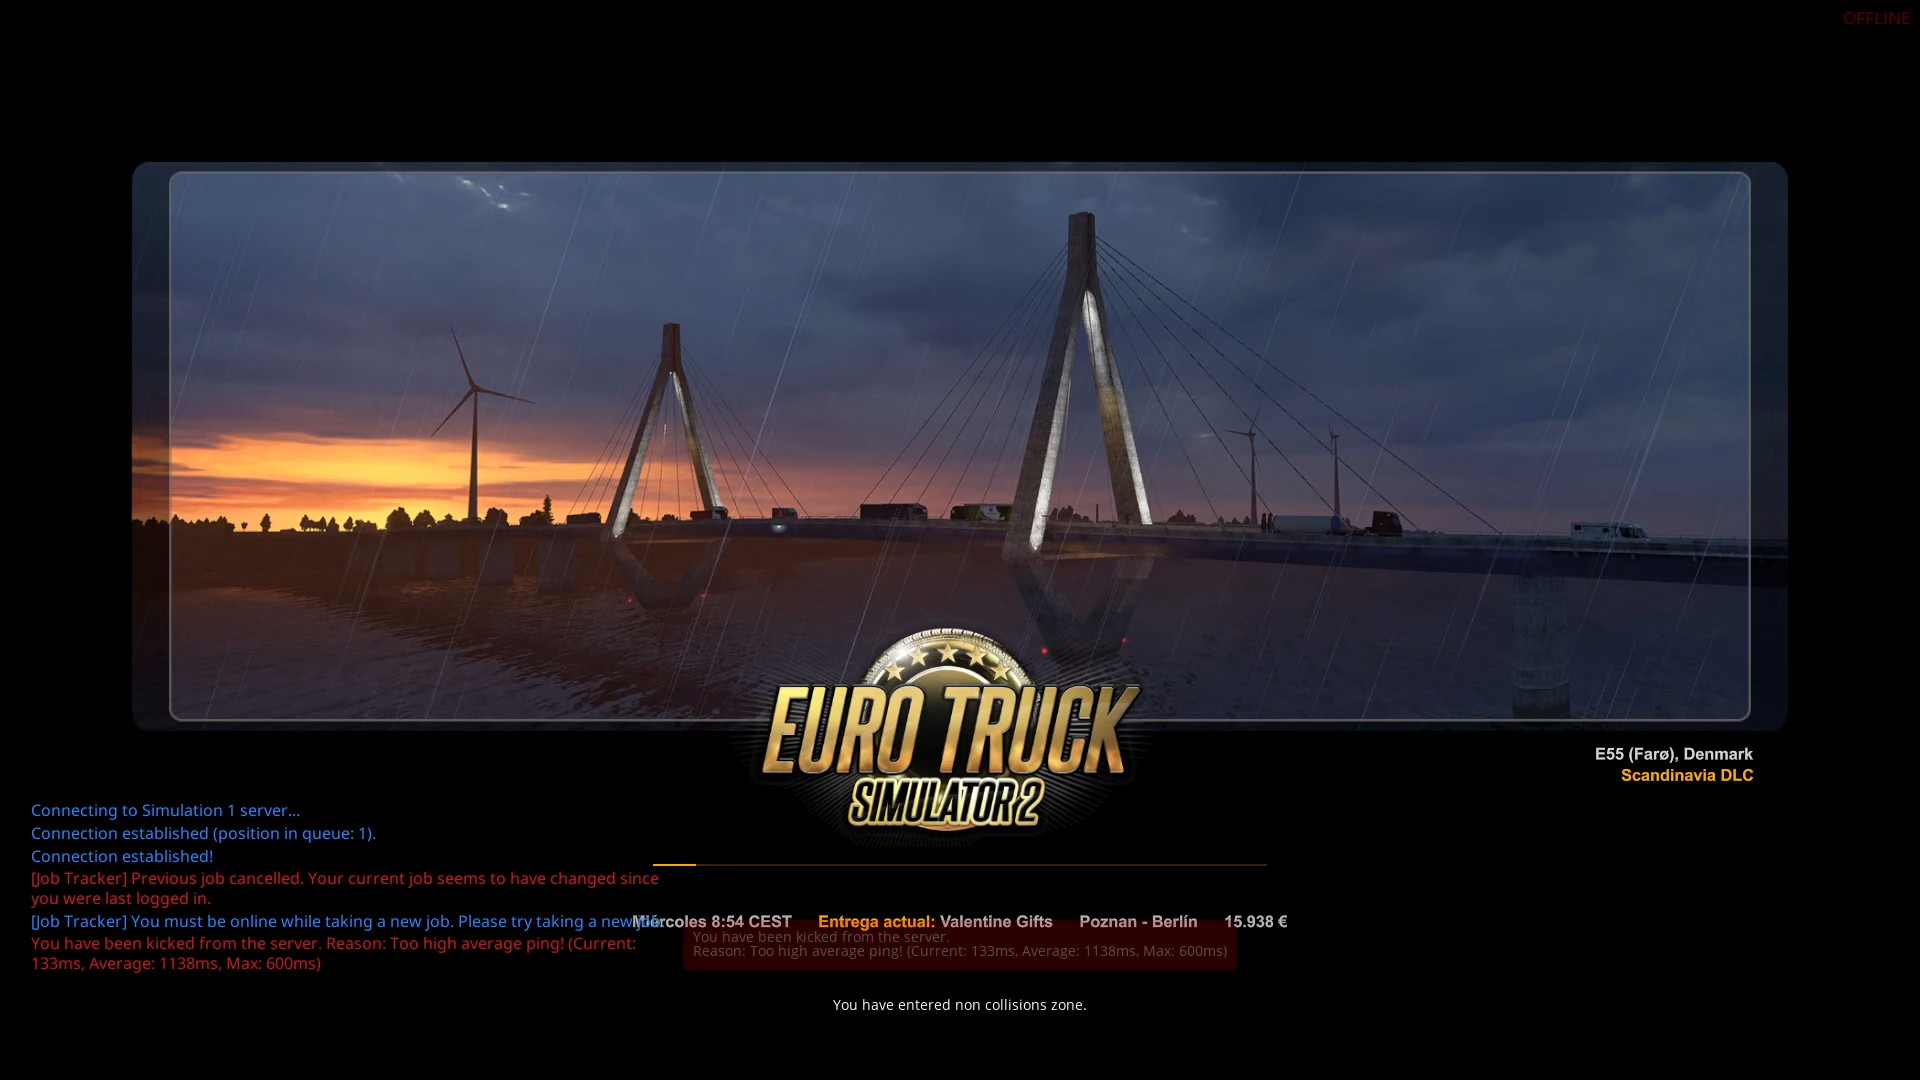 OFFLINE
EURO TRUCK
SIMULATOR 2
E55 (Farø), Denmark
Scandinavia DLC
Connecting to Simulation 1 server...
Connection established (position in queue: 1).
Connection established!
[Job Tracker] Previous job cancelled. Your current job seems to have changed since
you were last logged in.
[Job Tracker] You must be online while taking a new job. Please try taking a new
You have been kicked from the server. Reason: Too high average ping! (Current:
133ms, Average: 1138ms, Max: 600ms)
Miércoles 8:54 CEST Entrega actual: Valentine Gifts Poznan - Berlín 15.938 €
You have been kicked from the server.
Reason: Too high average ping! (Current: 133ms, Average: 1138ms, Max: 600ms)
You have entered non collisions zone.